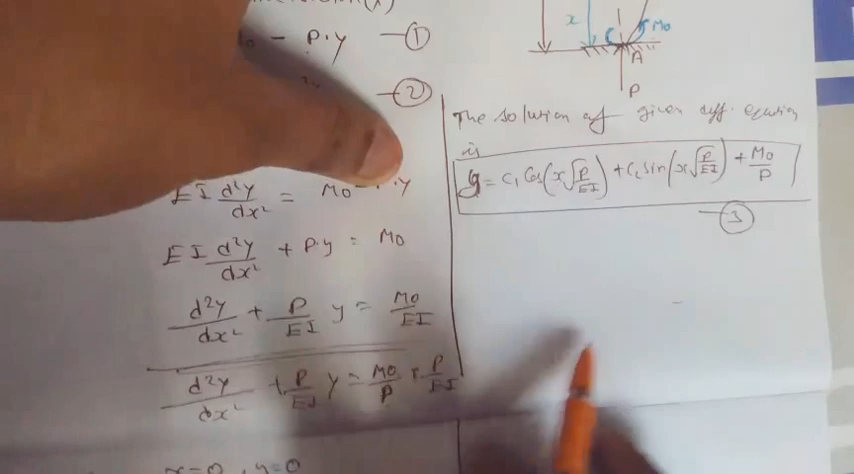 - P.y —①
—②
EI d²y/dx² = Mo - P.y
EI d²y/dx² + P.y = Mo
d²y/dx² + P/EI y = Mo/EI
d²y/dx² + P/EI y = Mo/P × P/EI
x=0, y=0
x
Mo
A
P
The solution of given diff. equation
is
y = C₁ Cos(x√(P/EI)) + C₂ sin(x√(P/EI)) + Mo/P
—③